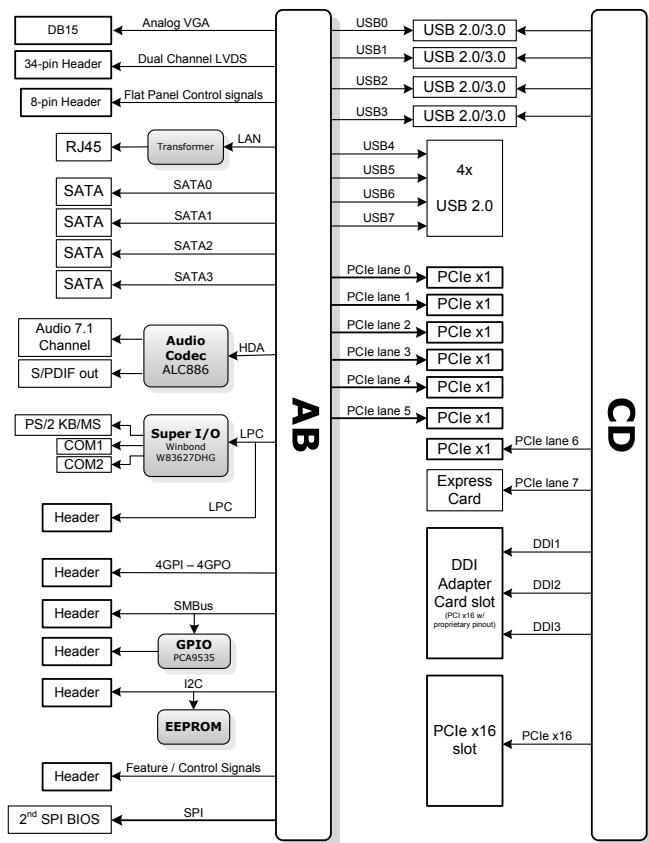 DB15
Analog VGA
34-pin Header
Dual Channel LVDS
8-pin Header
Flat Panel Control signals
RJ45
Transformer
LAN
SATA
SATA0
SATA
SATA1
SATA
SATA2
SATA
SATA3
Audio 7.1
Channel
S/PDIF out
Audio
Codec
ALC886
HDA
PS/2 KB/MS
COM1
COM2
Super I/O
Winbond
W83627DHG
LPC
Header
LPC
Header
4GPI – 4GPO
Header
SMBus
Header
GPIO
PCA9535
Header
I2C
EEPROM
Header
Feature / Control Signals
2nd SPI BIOS
SPI
AB
USB0
USB 2.0/3.0
USB1
USB 2.0/3.0
USB2
USB 2.0/3.0
USB3
USB 2.0/3.0
USB4
USB5
USB6
USB7
4x
USB 2.0
PCIe lane 0
PCIe x1
PCIe lane 1
PCIe x1
PCIe lane 2
PCIe x1
PCIe lane 3
PCIe x1
PCIe lane 4
PCIe x1
PCIe lane 5
PCIe x1
PCIe x1
PCIe lane 6
Express
Card
PCIe lane 7
DDI
Adapter
Card slot
(PCI x16 w/
proprietary pinout)
DDI1
DDI2
DDI3
PCIe x16
slot
PCIe x16
CD